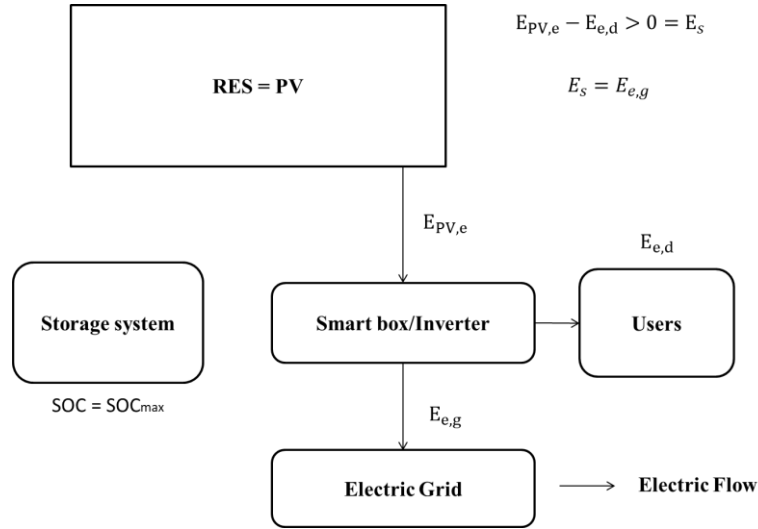 E_PV,e − E_e,d > 0 = E_s
RES = PV
E_s = E_e,g
E_PV,e
E_e,d
Storage system
Smart box/Inverter
Users
SOC = SOCmax
E_e,g
Electric Grid
Electric Flow